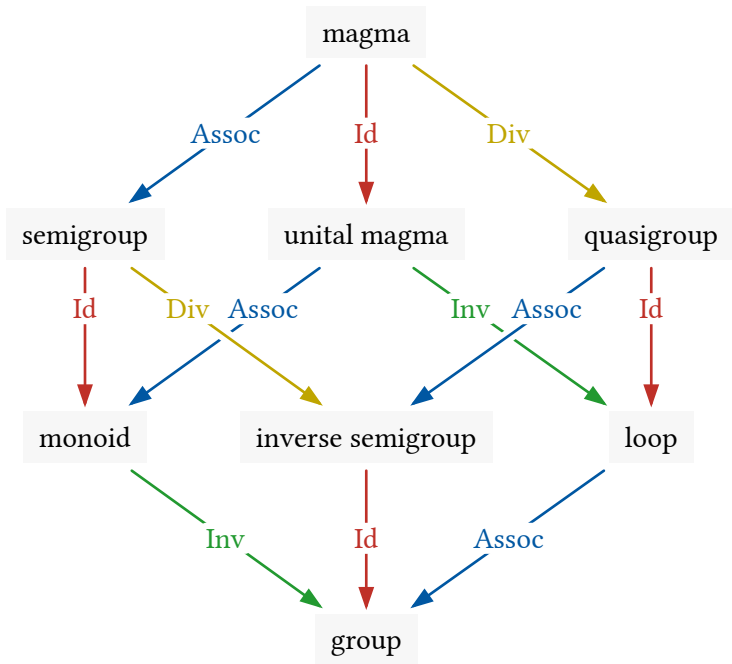 magma
Assoc Id Div
semigroup unital magma quasigroup
Id Div Assoc Inv Assoc Id
monoid inverse semigroup loop
Inv Id Assoc
group